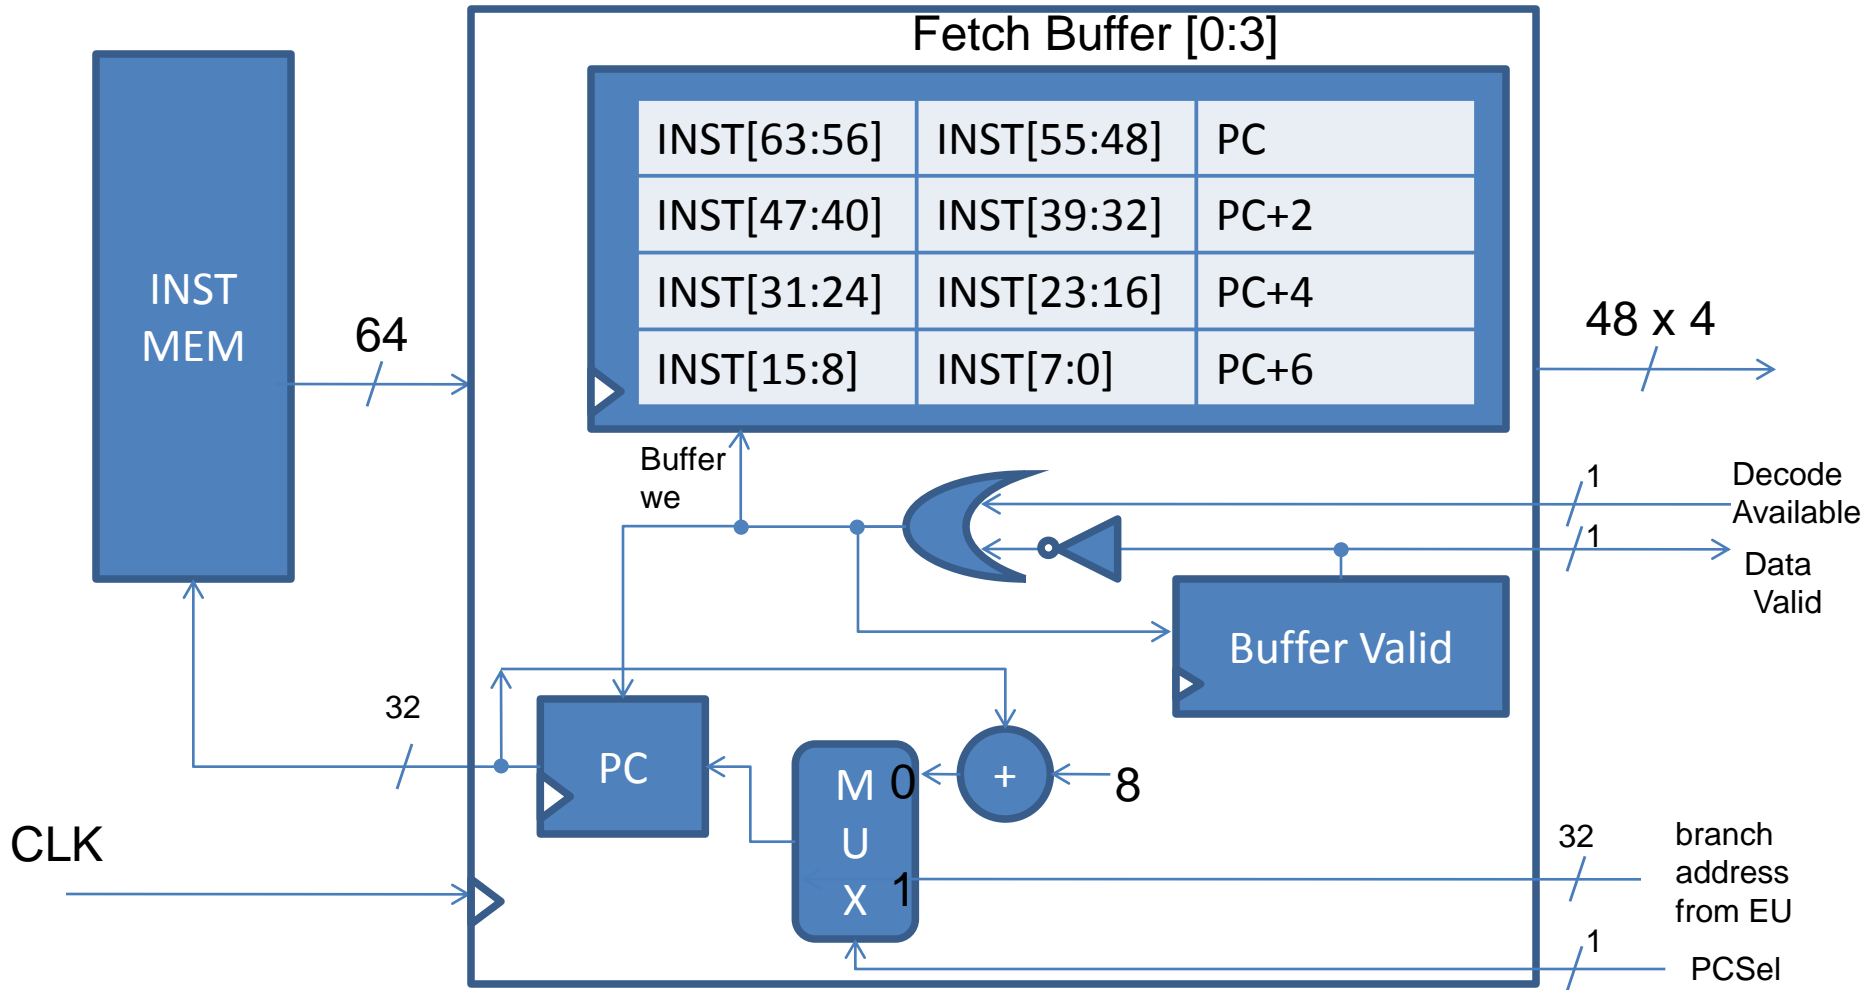 Fetch Buffer [0:3]
INST[63:56] INST[55:48] PC
INST[47:40] INST[39:32] PC+2
INST[31:24] INST[23:16] PC+4
INST[15:8] INST[7:0] PC+6
INST
MEM
64
48 x 4
Buffer
we
1
Decode
Available
1
Data
Valid
Buffer Valid
32
PC
M
U
X
0
1
+
8
CLK
32
branch
address
from EU
1
PCSel